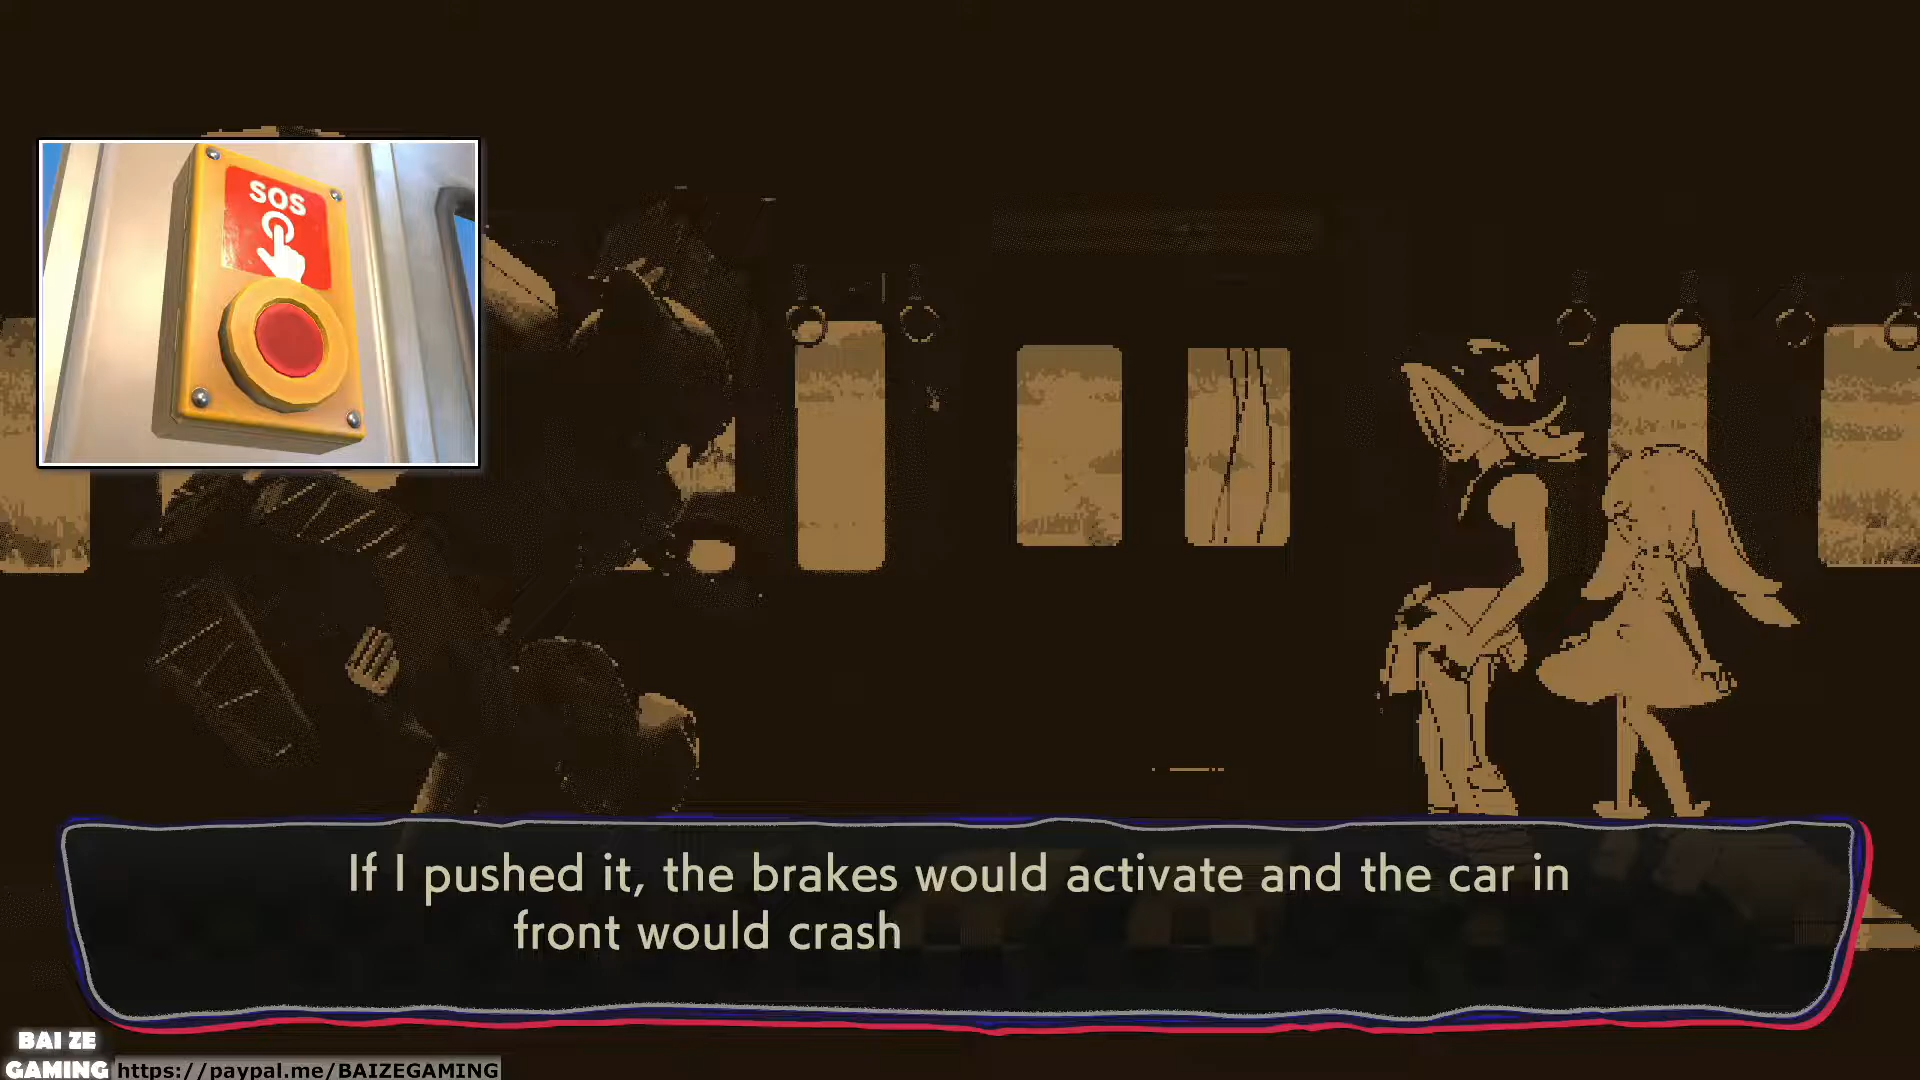 SOS
If I pushed it, the brakes would activate and the car in
front would crash
BAI ZE
GAMING https://paypal.me/BAIZEGAMING